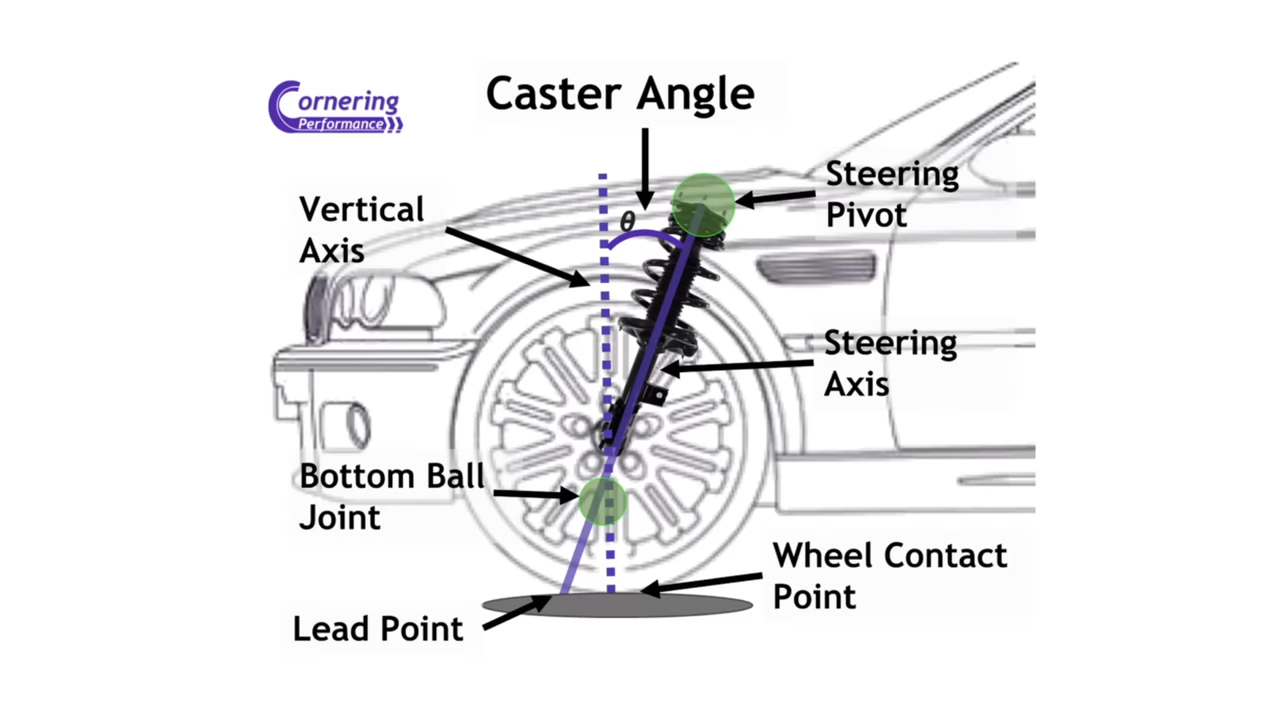 Cornering
Performance
Caster Angle
Steering
Pivot
Vertical
Axis
θ
Steering
Axis
Bottom Ball
Joint
Wheel Contact
Point
Lead Point